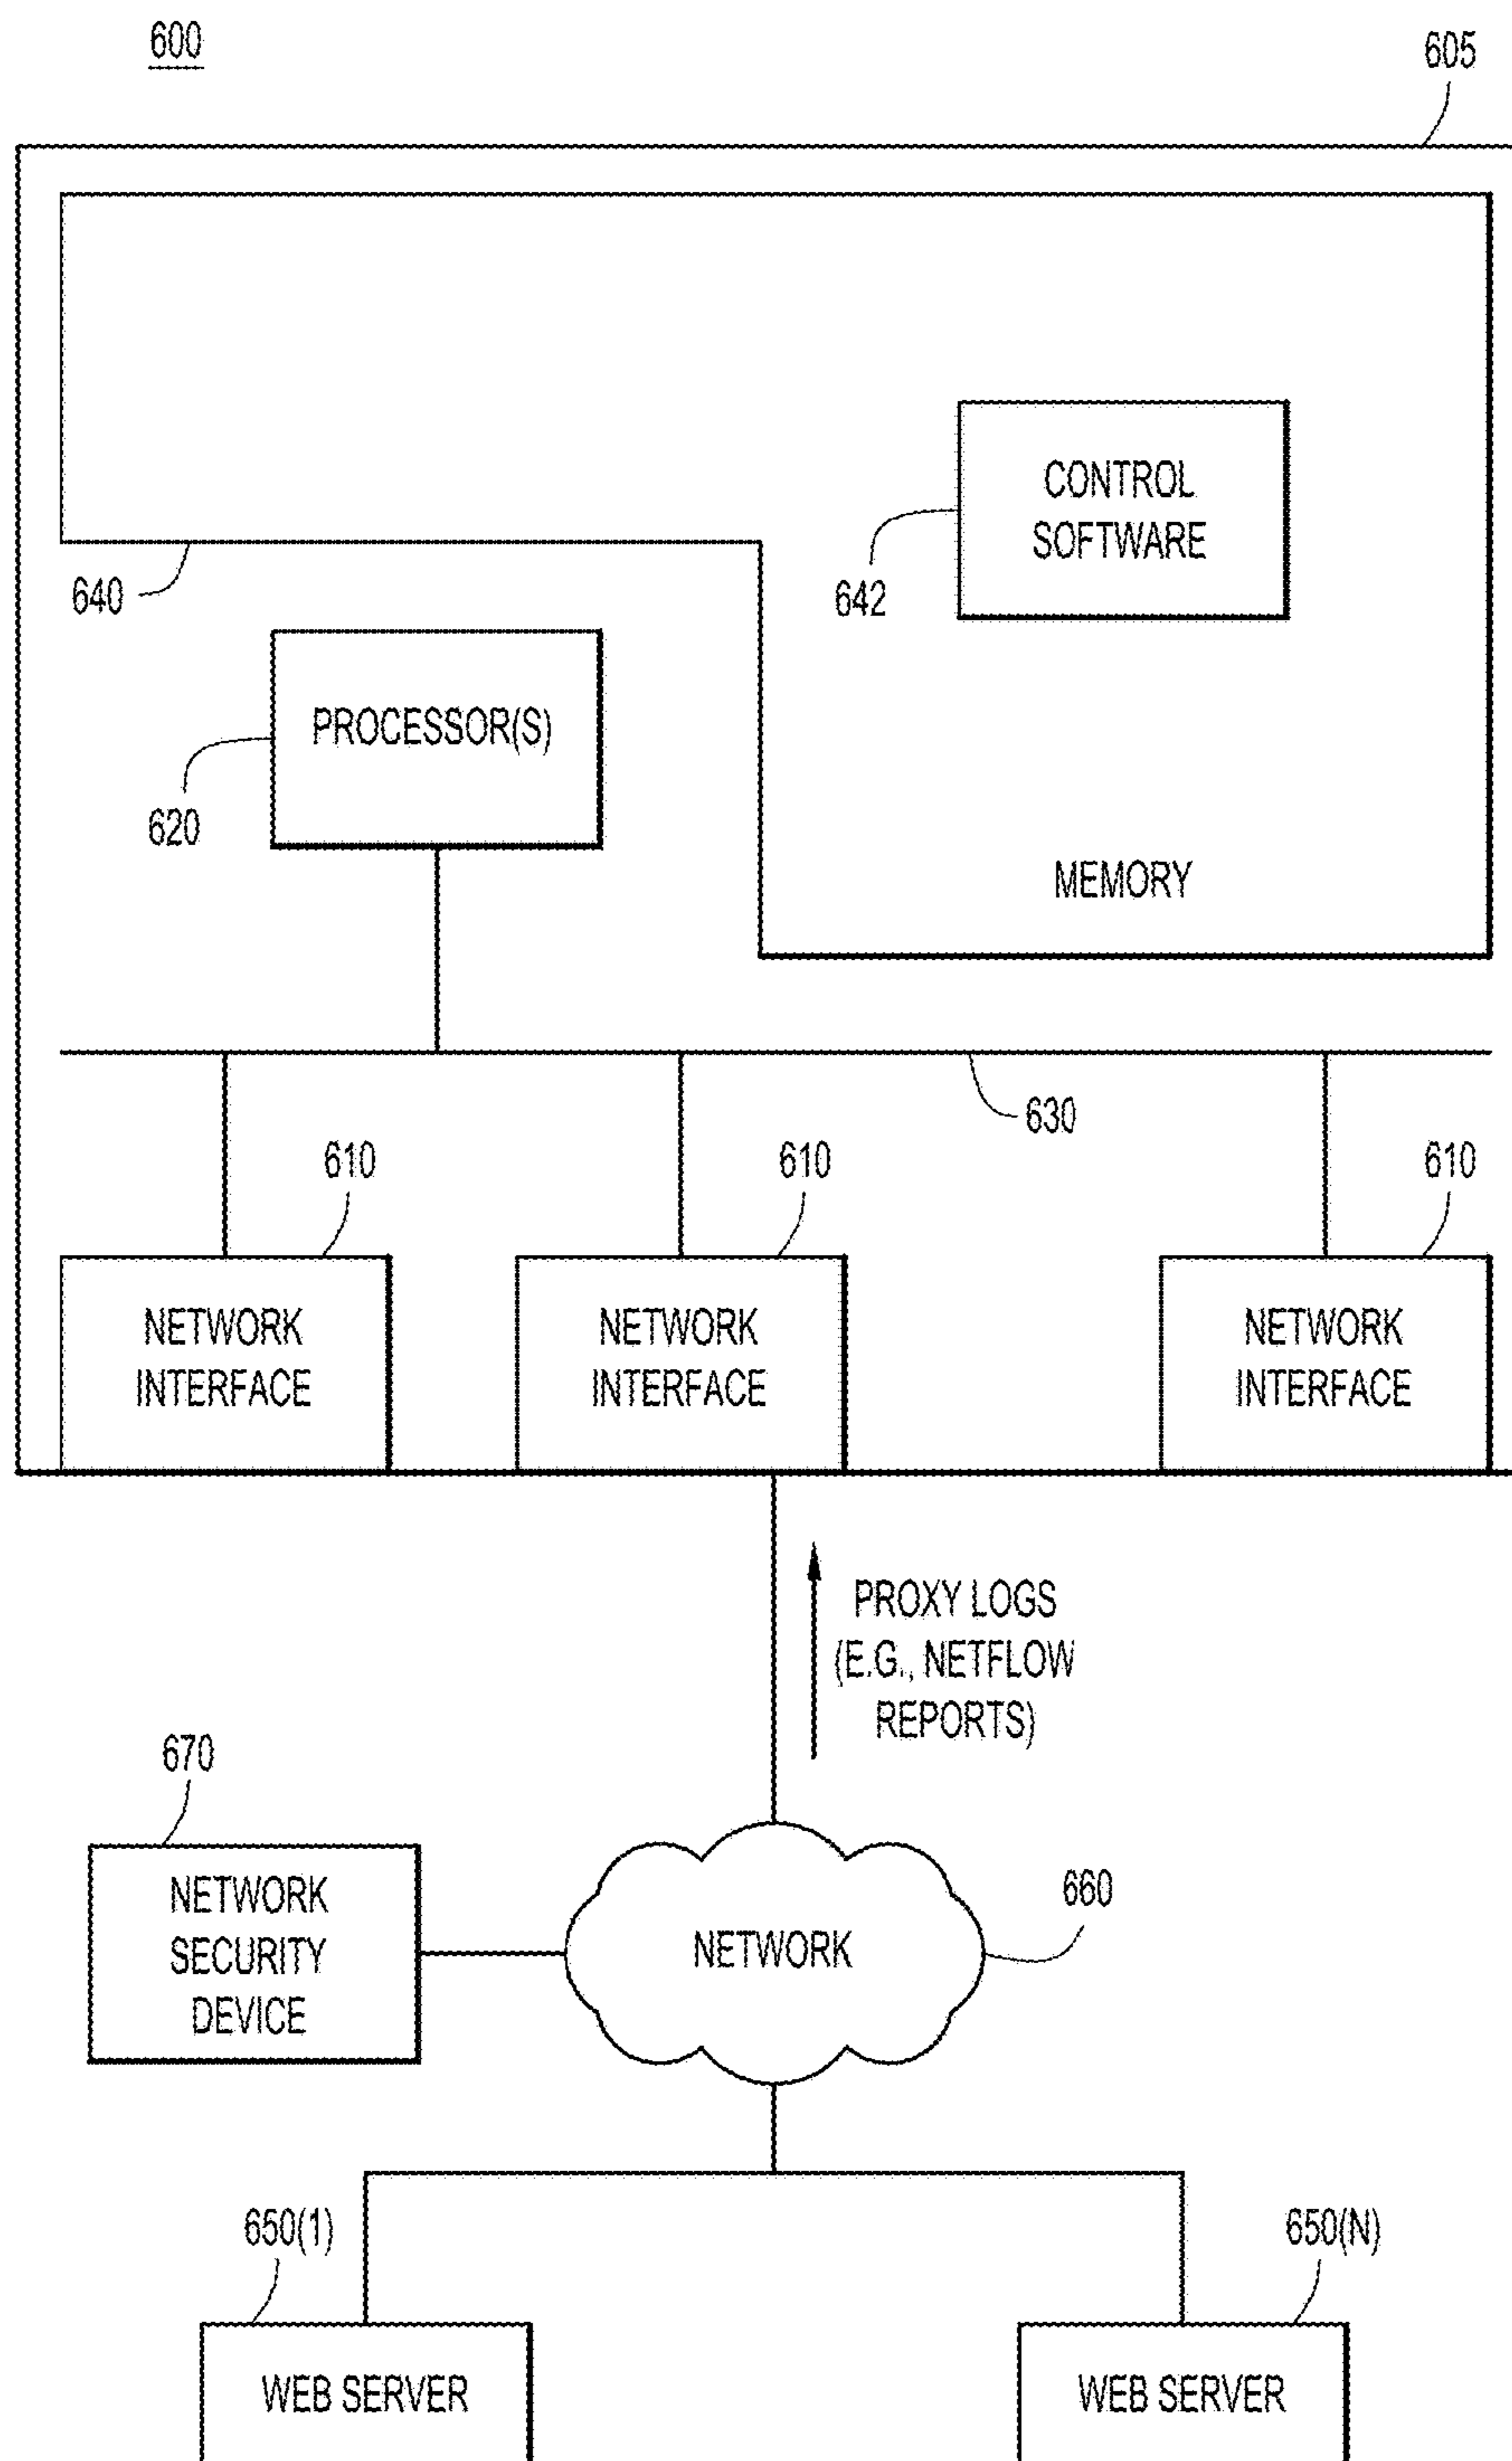 600
605
CONTROL
SOFTWARE
640
642
PROCESSOR(S)
620
MEMORY
630
610
610
610
NETWORK
INTERFACE
NETWORK
INTERFACE
NETWORK
INTERFACE
PROXY LOGS
(E.G., NETFLOW
REPORTS)
670
NETWORK
SECURITY
DEVICE
NETWORK
660
650(1)
650(N)
WEB SERVER
WEB SERVER